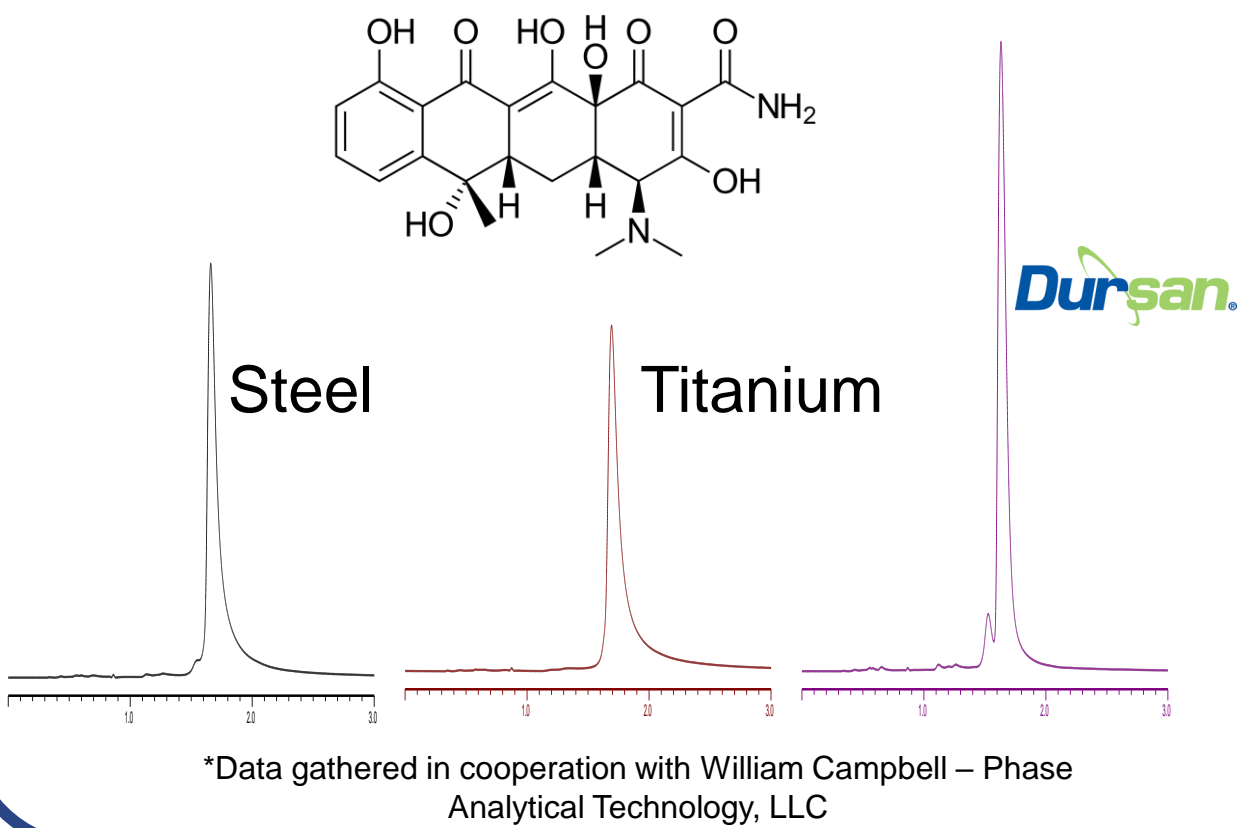 OH
O
HO
H
O
O
O
NH2
OH
HO
H
H
N
Dursan®
Steel
Titanium
1.0
2.0
3.0
1.0
2.0
3.0
1.0
2.0
3.0
*Data gathered in cooperation with William Campbell – Phase
Analytical Technology, LLC